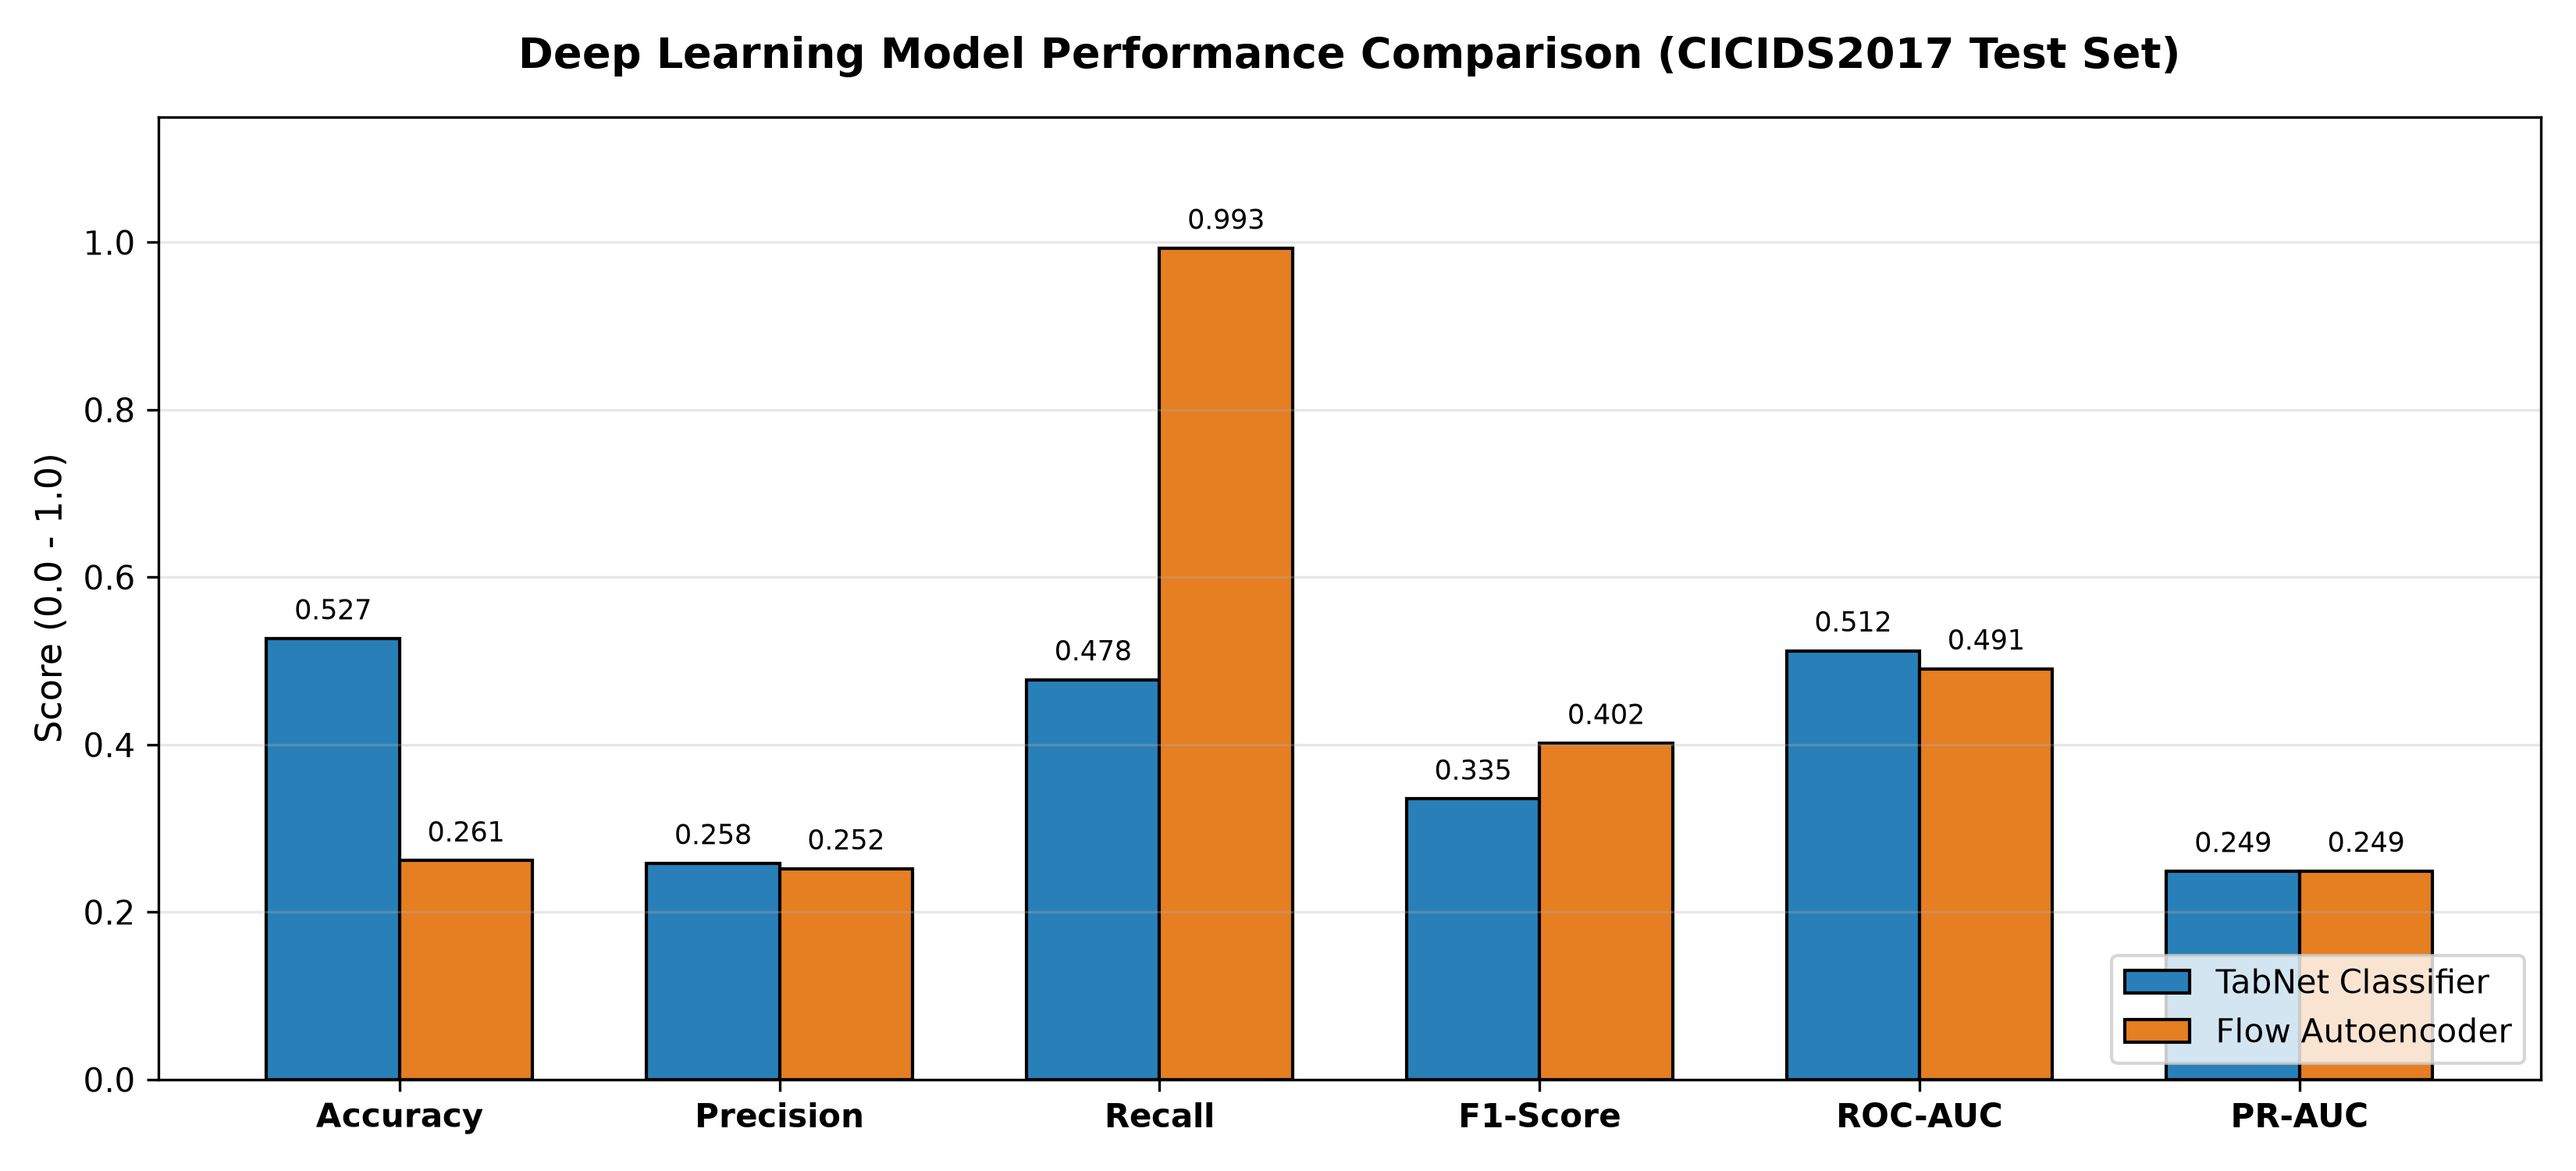 Deep Learning Model Performance Comparison (CICIDS2017 Test Set)
Score (0.0 - 1.0)
1.0
0.8
0.6
0.4
0.2
0.0
0.527
0.261
0.258
0.252
0.478
0.993
0.335
0.402
0.512
0.491
0.249
0.249
TabNet Classifier
Flow Autoencoder
Accuracy
Precision
Recall
F1-Score
ROC-AUC
PR-AUC